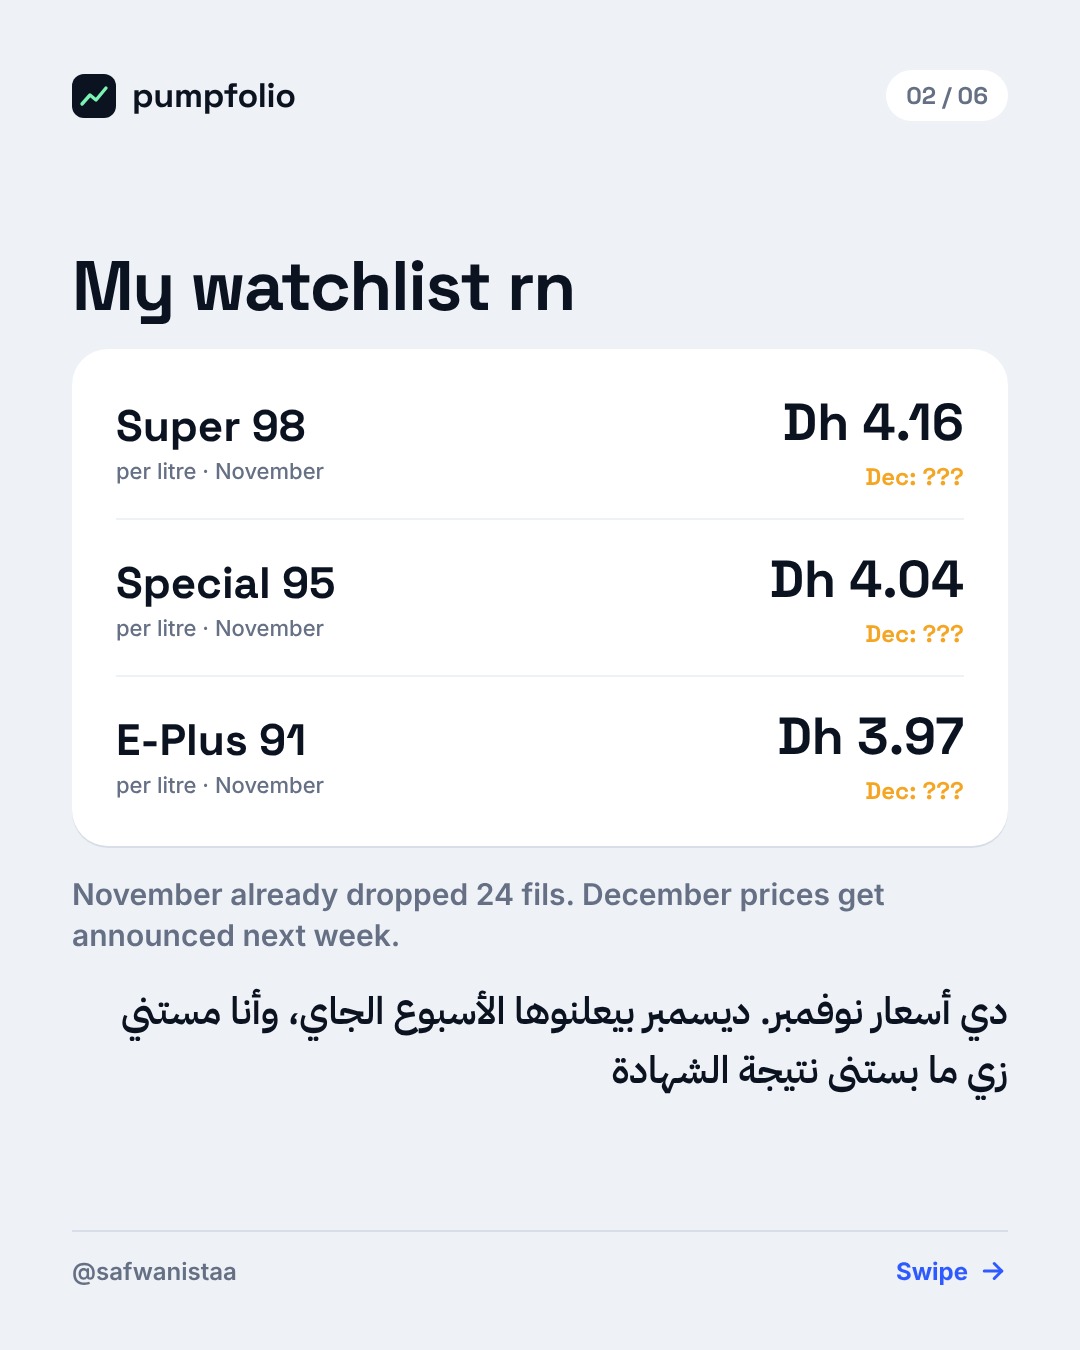 pumpfolio
02 / 06
My watchlist rn
Super 98
Dh 4.16
per litre · November
Dec: ???
Special 95
Dh 4.04
per litre · November
Dec: ???
E-Plus 91
Dh 3.97
per litre · November
Dec: ???
November already dropped 24 fils. December prices get
announced next week.
دي أسعار نوفمبر. ديسمبر بيعلنوها الأسبوع الجاي، وأنا مستني
زي ما بستنى نتيجة الشهادة
@safwanistaa
Swipe →